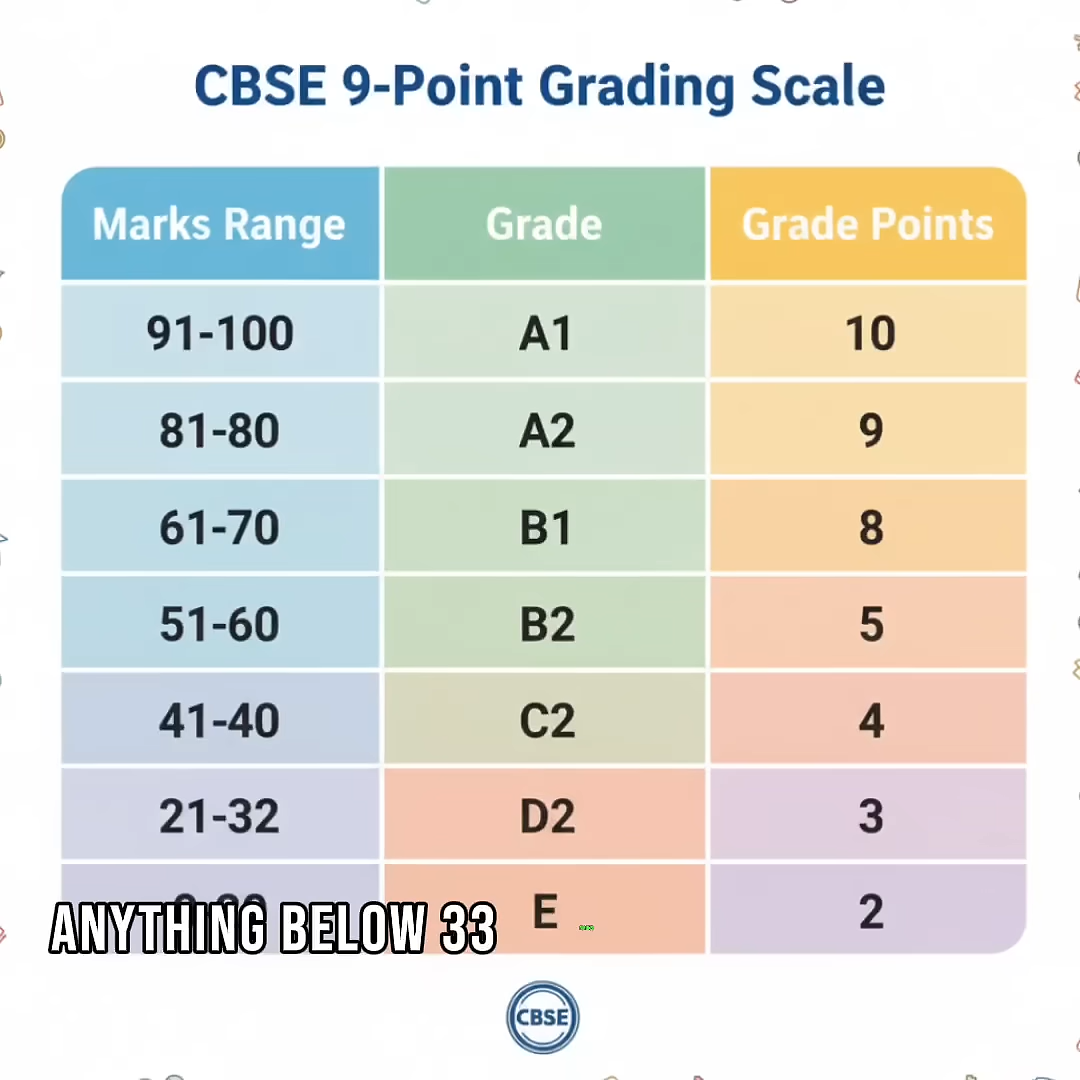 CBSE 9-Point Grading Scale
Marks Range Grade Grade Points
91-100 A1 10
81-80 A2 9
61-70 B1 8
51-60 B2 5
41-40 C2 4
21-32 D2 3
E 2
ANYTHING BELOW 33
CBSE